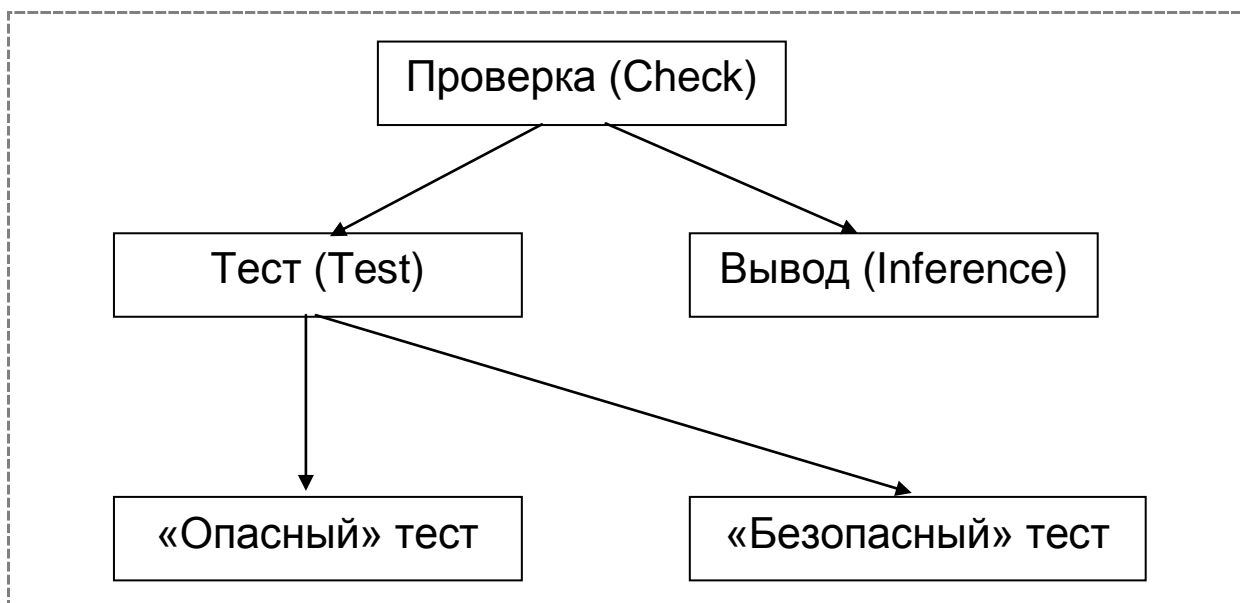 Проверка (Check)
Тест (Test)
Вывод (Inference)
«Опасный» тест
«Безопасный» тест